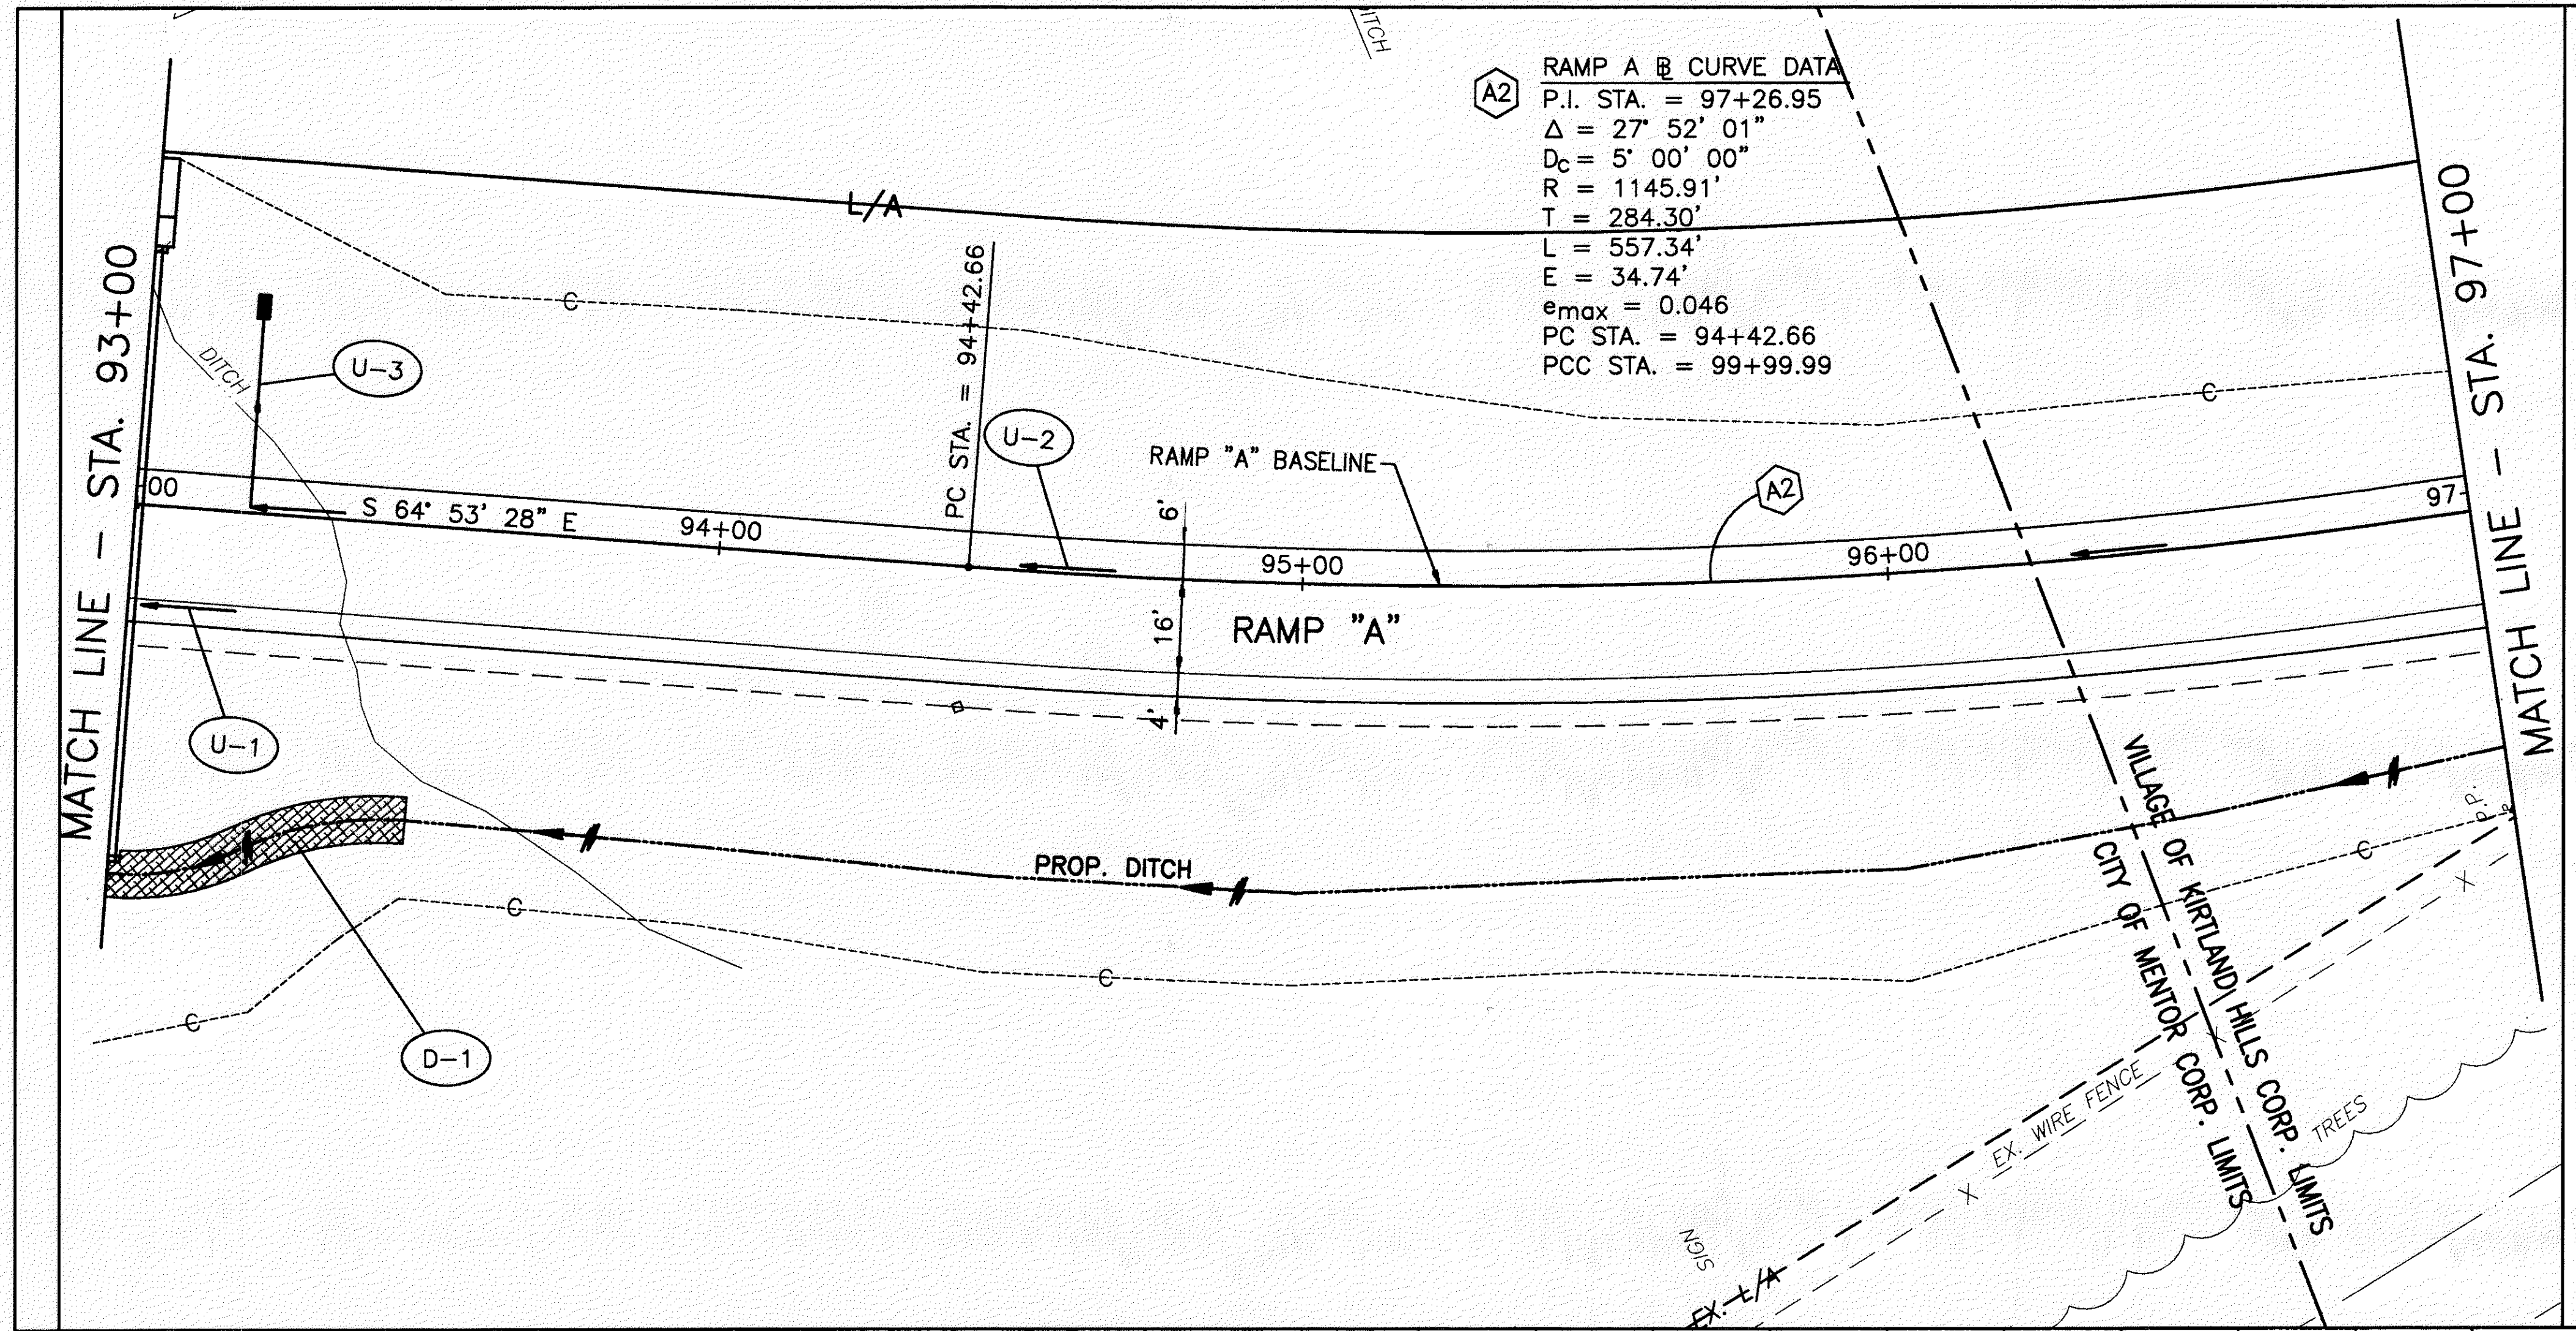 DITCH
A2
RAMP A ℄ CURVE DATA
P.I. STA. = 97+26.95
Δ = 27° 52' 01"
Dc = 5° 00' 00"
R = 1145.91'
T = 284.30'
L = 557.34'
E = 34.74'
emax = 0.046
PC STA. = 94+42.66
PCC STA. = 99+99.99
L/A
MATCH LINE - STA. 93+00
MATCH LINE - STA. 97+00
C
C
DITCH
U-3
PC STA. = 94+42.66
U-2
RAMP "A" BASELINE
A2
00
S 64° 53' 28" E
94+00
95+00
96+00
97
6'
16'
4'
RAMP "A"
U-1
PROP. DITCH
D-1
C
C
C
C
VILLAGE OF KIRTLAND HILLS CORP. LIMITS
CITY OF MENTOR CORP. LIMITS
P.P.
X
X
X
EX. WIRE FENCE
TREES
SIGN
EX. L/A